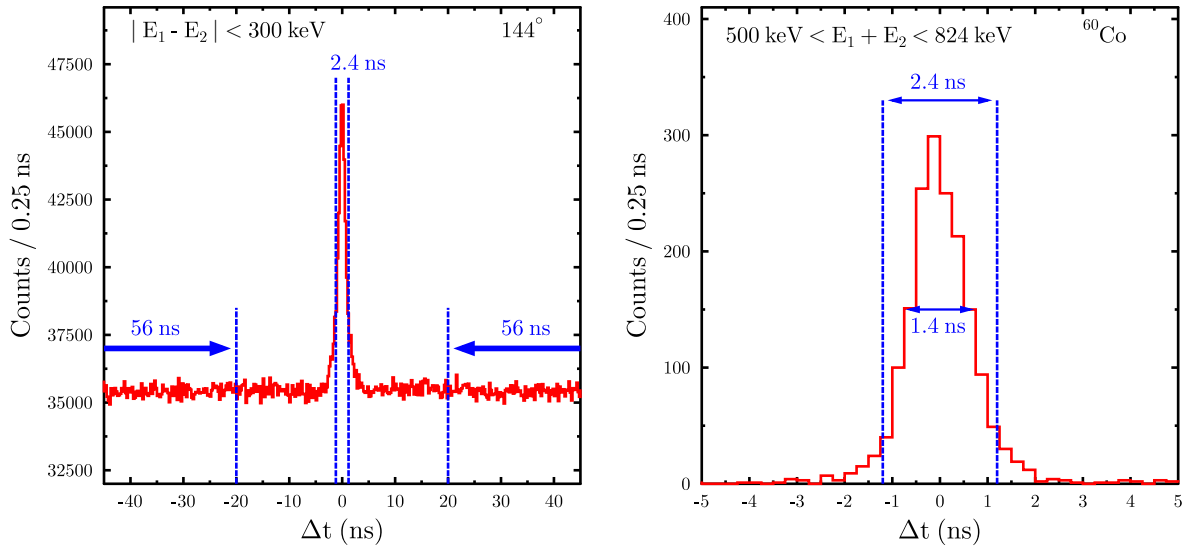 | E₁ - E₂ | < 300 keV 144°
2.4 ns
56 ns 56 ns
47500
45000
42500
40000
37500
35000
32500
Counts / 0.25 ns
-40 -30 -20 -10 0 10 20 30 40
Δt (ns)
500 keV < E₁ + E₂ < 824 keV ⁶⁰Co
2.4 ns
1.4 ns
400
300
200
100
0
Counts / 0.25 ns
-5 -4 -3 -2 -1 0 1 2 3 4 5
Δt (ns)